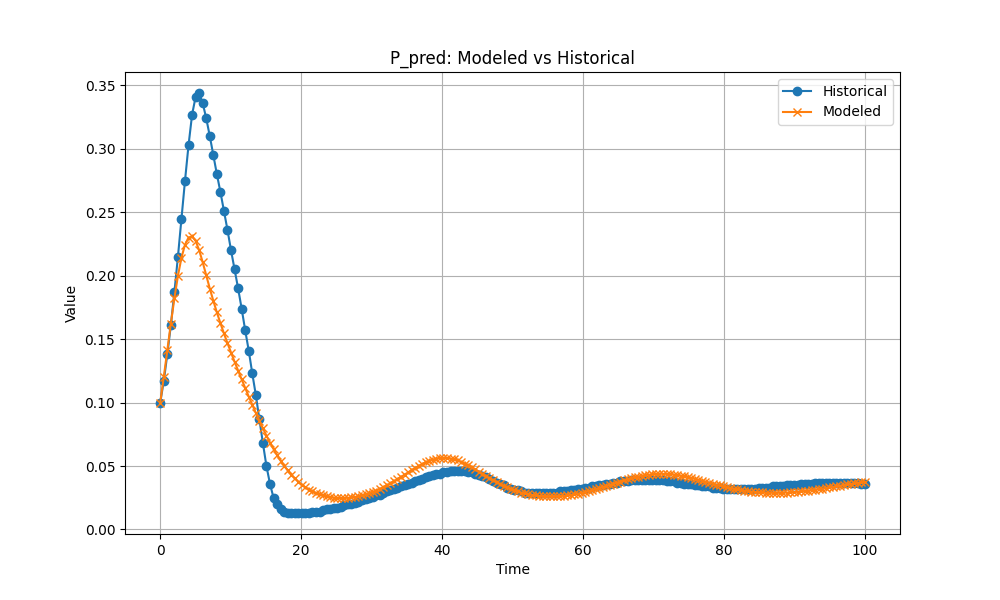 P_pred: Modeled vs Historical
Historical
Modeled
Value
0.35
0.30
0.25
0.20
0.15
0.10
0.05
0.00
0 20 40 60 80 100
Time